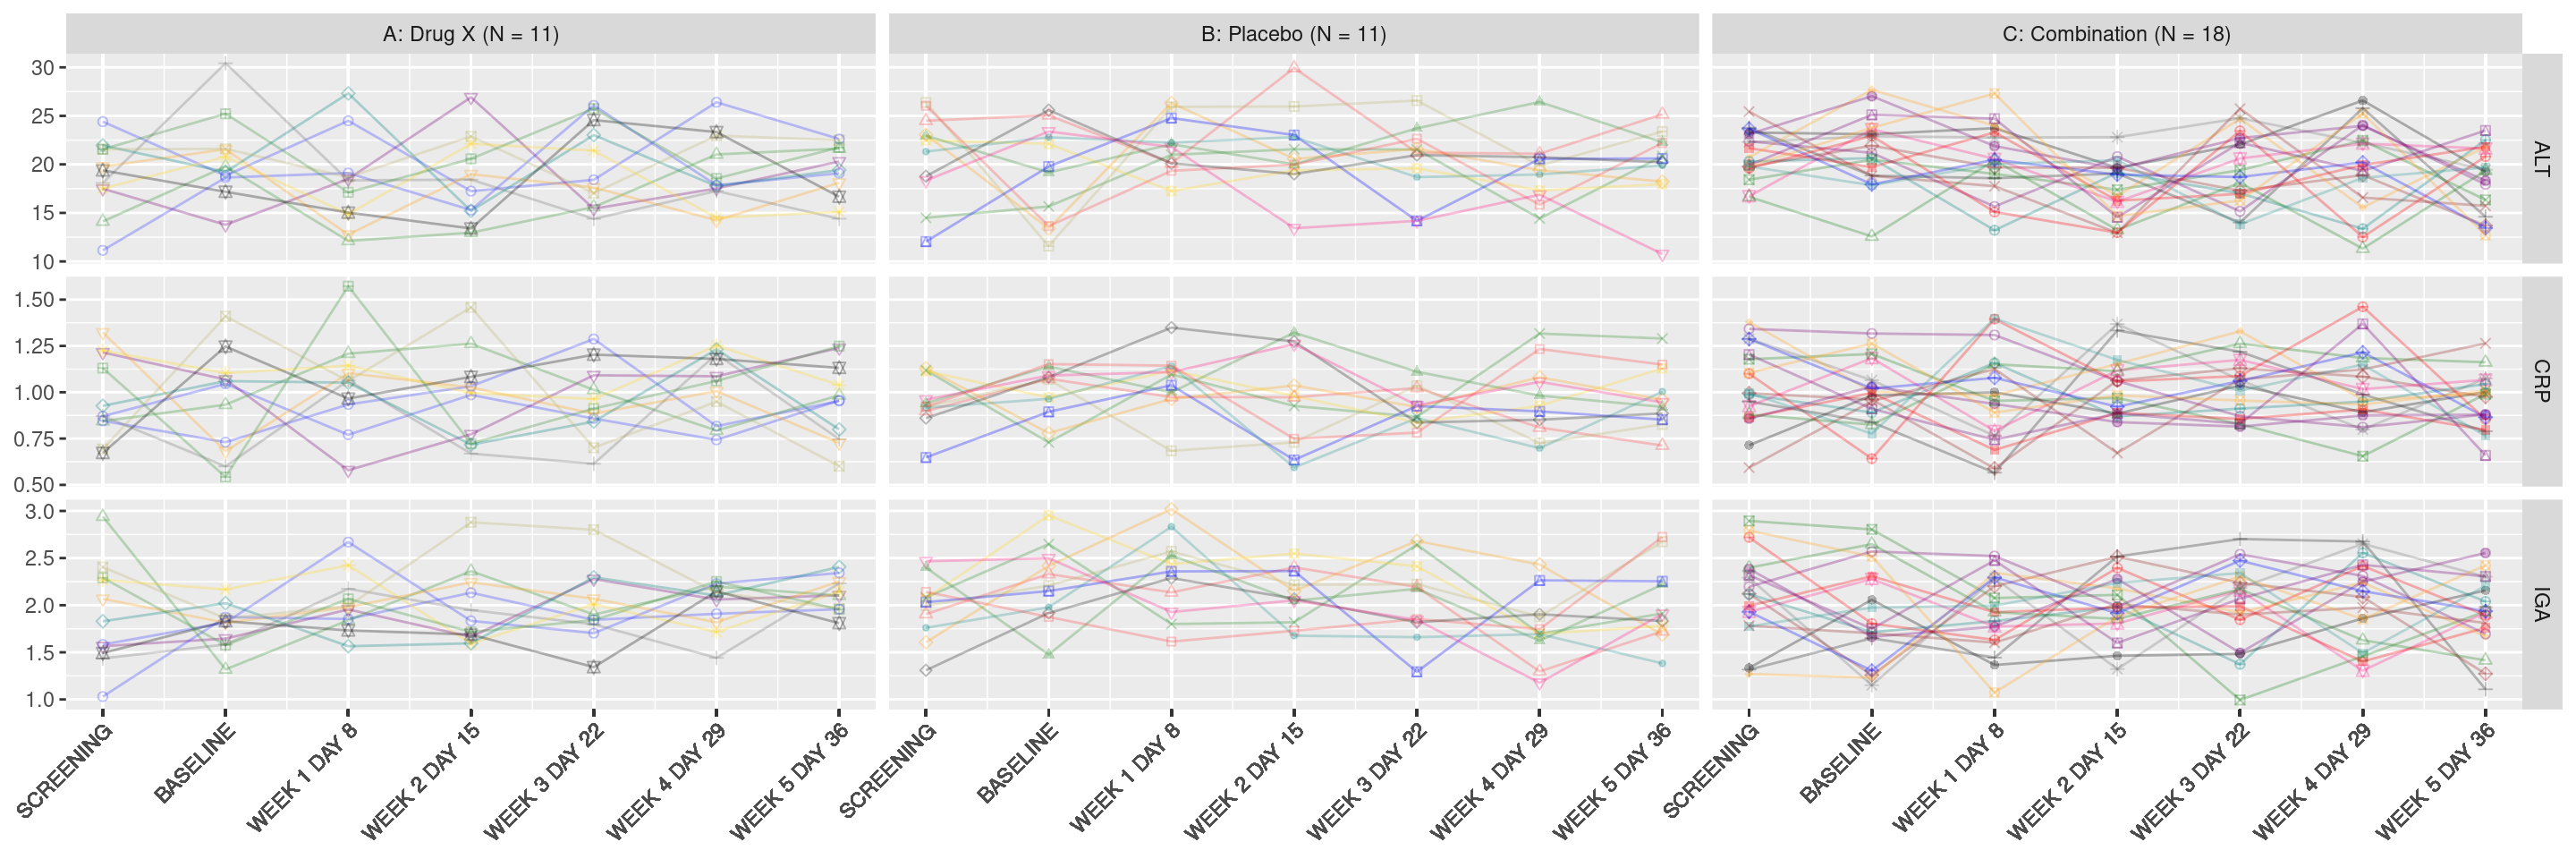 A: Drug X (N = 11)
B: Placebo (N = 11)
C: Combination (N = 18)
30
25
20
15
10
ALT
1.50
1.25
1.00
0.75
0.50
CRP
3.0
2.5
2.0
1.5
1.0
IGA
SCREENING
BASELINE
WEEK 1 DAY 8
WEEK 2 DAY 15
WEEK 3 DAY 22
WEEK 4 DAY 29
WEEK 5 DAY 36
SCREENING
BASELINE
WEEK 1 DAY 8
WEEK 2 DAY 15
WEEK 3 DAY 22
WEEK 4 DAY 29
WEEK 5 DAY 36
SCREENING
BASELINE
WEEK 1 DAY 8
WEEK 2 DAY 15
WEEK 3 DAY 22
WEEK 4 DAY 29
WEEK 5 DAY 36